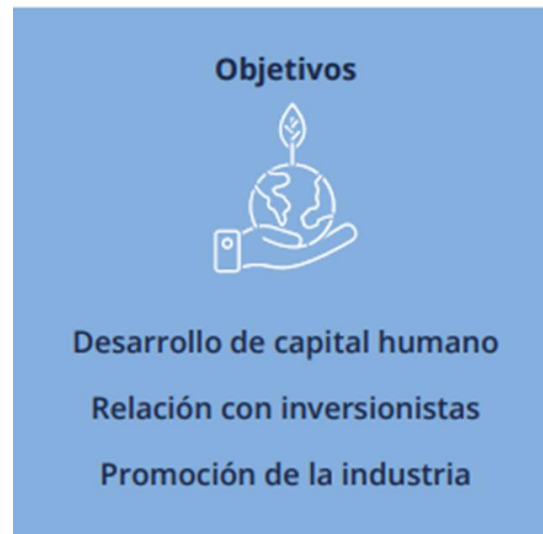 Objetivos
Desarrollo de capital humano
Relación con inversionistas
Promoción de la industria